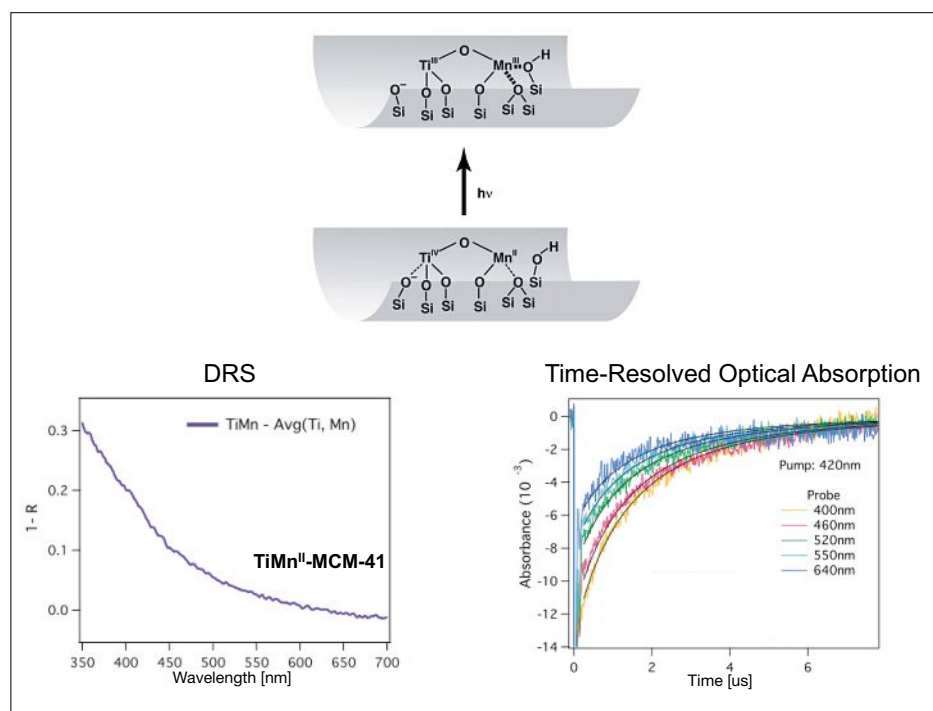 O H
Ti^III Mn^III O
O^- O O O O Si
Si Si Si Si Si Si
hν
O H
Ti^IV Mn^II O
O^- O O O O Si
Si Si Si Si Si Si
DRS
TiMn - Avg(Ti, Mn)
TiMn^II-MCM-41
1 - R
0.3
0.2
0.1
0.0
350 400 450 500 550 600 650 700
Wavelength [nm]
Time-Resolved Optical Absorption
Pump: 420nm
Probe
400nm
460nm
520nm
550nm
640nm
Absorbance (10 ⁻³)
0
-2
-4
-6
-8
-10
-12
-14
0 2 4 6
Time [us]